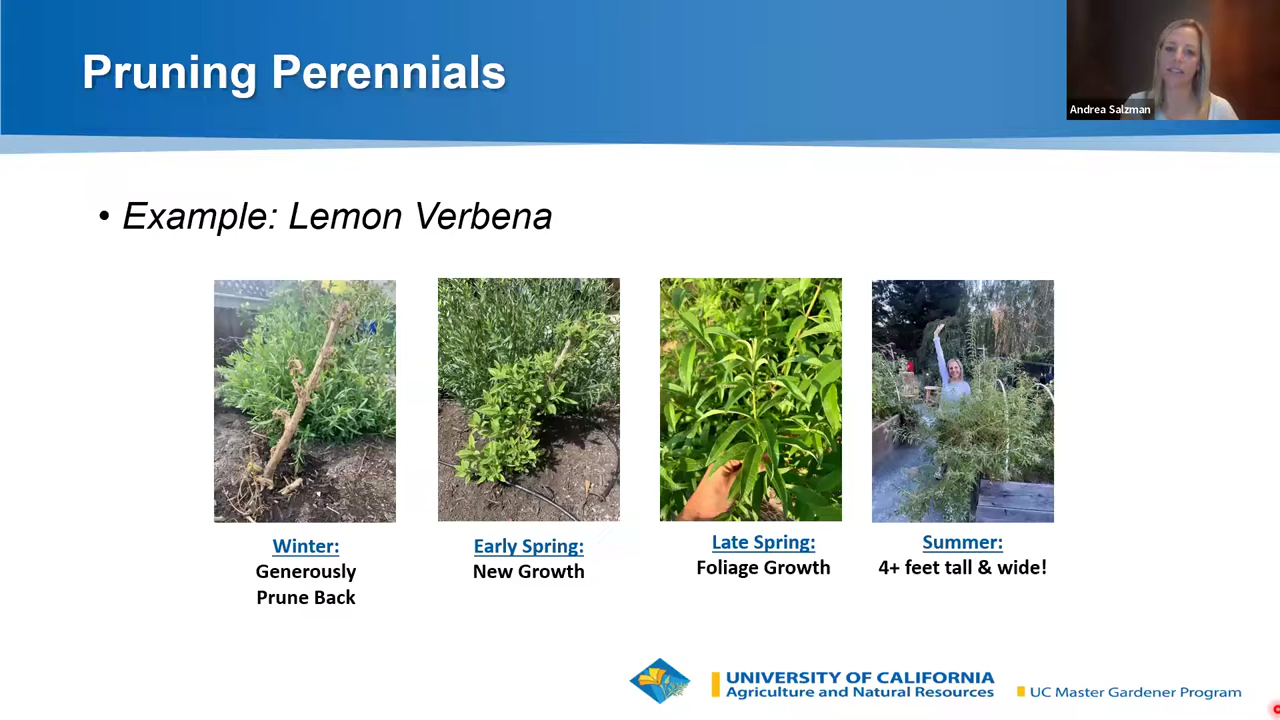 Pruning Perennials
Andrea Salzman
• Example: Lemon Verbena
Winter:
Generously
Prune Back
Early Spring:
New Growth
Late Spring:
Foliage Growth
Summer:
4+ feet tall & wide!
UNIVERSITY OF CALIFORNIA
Agriculture and Natural Resources
UC Master Gardener Program